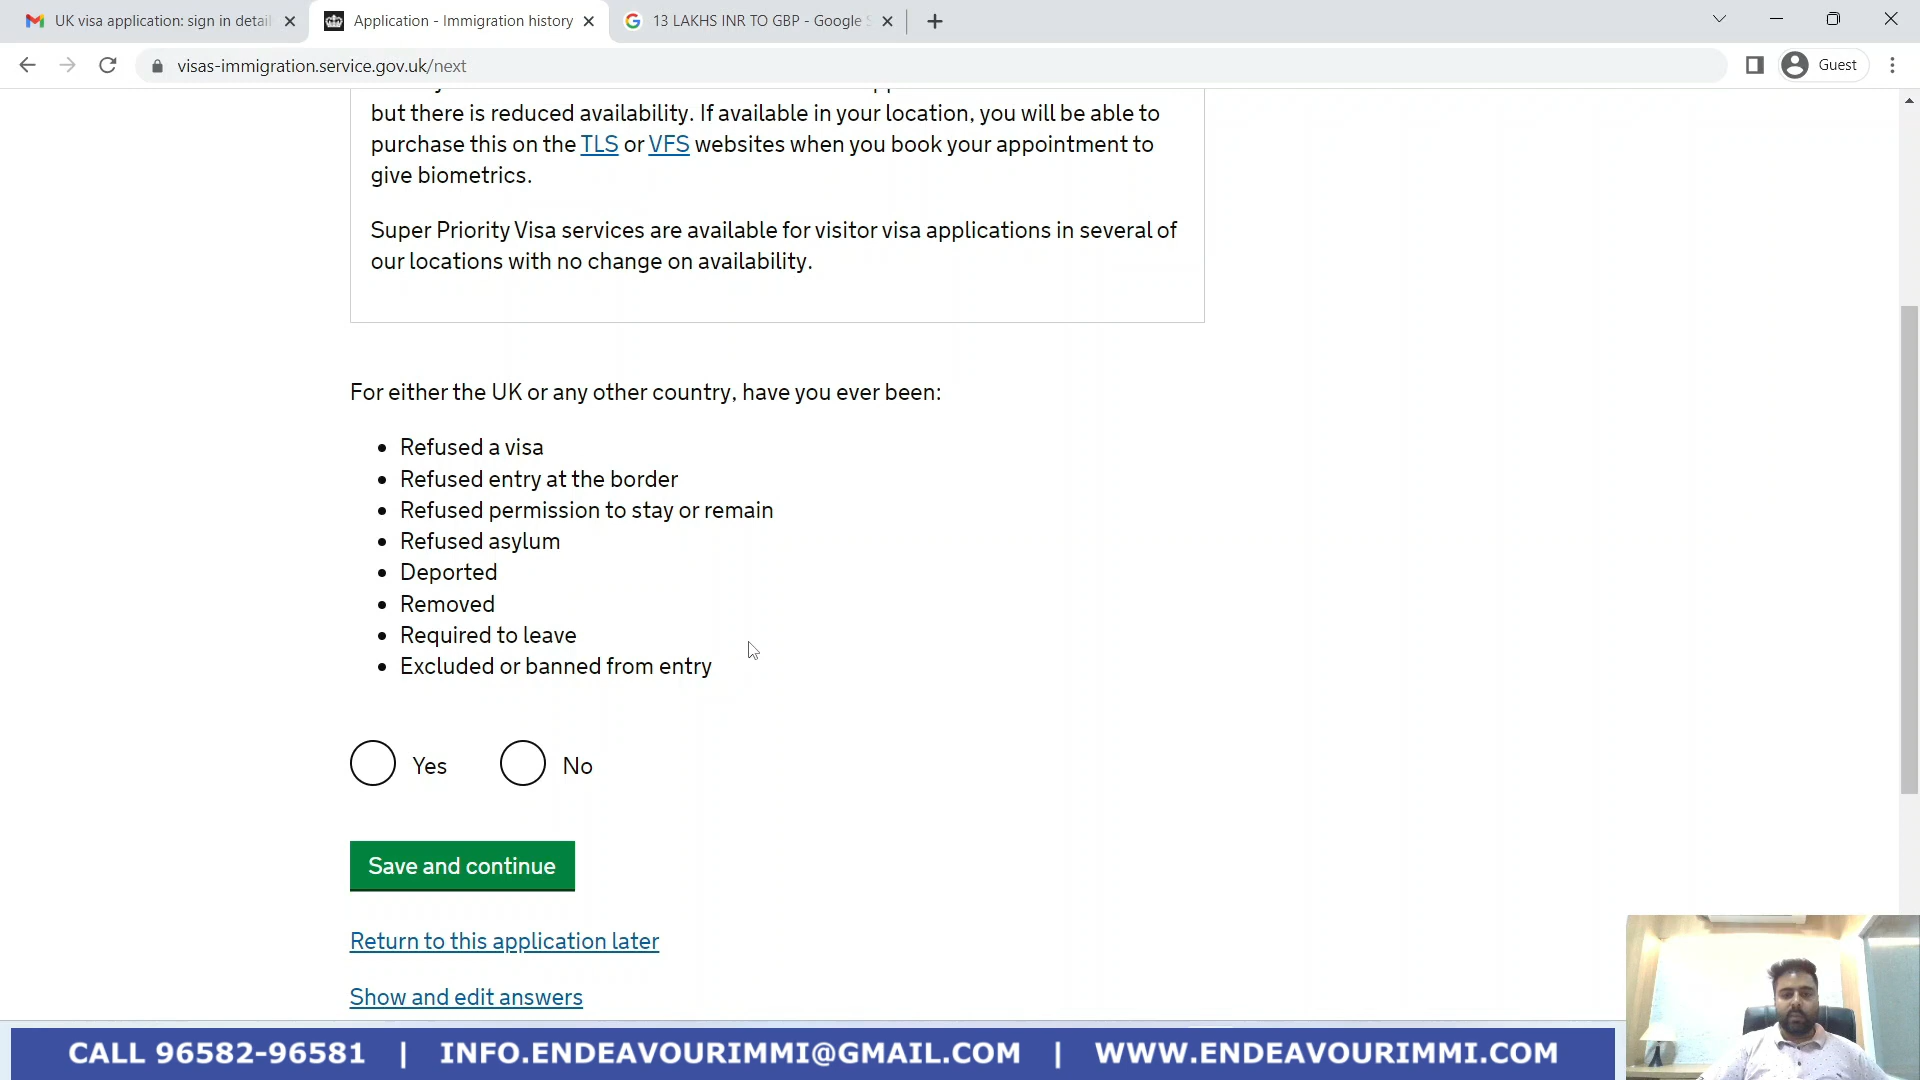 UK visa application: sign in detail
Application - Immigration history
13 LAKHS INR TO GBP - Google S
visas-immigration.service.gov.uk/next
Guest
but there is reduced availability. If available in your location, you will be able to
purchase this on the TLS or VFS websites when you book your appointment to
give biometrics.
Super Priority Visa services are available for visitor visa applications in several of
our locations with no change on availability.
For either the UK or any other country, have you ever been:
• Refused a visa
• Refused entry at the border
• Refused permission to stay or remain
• Refused asylum
• Deported
• Removed
• Required to leave
• Excluded or banned from entry
Yes
No
Save and continue
Return to this application later
Show and edit answers
CALL 96582-96581 | INFO.ENDEAVOURIMMI@GMAIL.COM | WWW.ENDEAVOURIMMI.COM